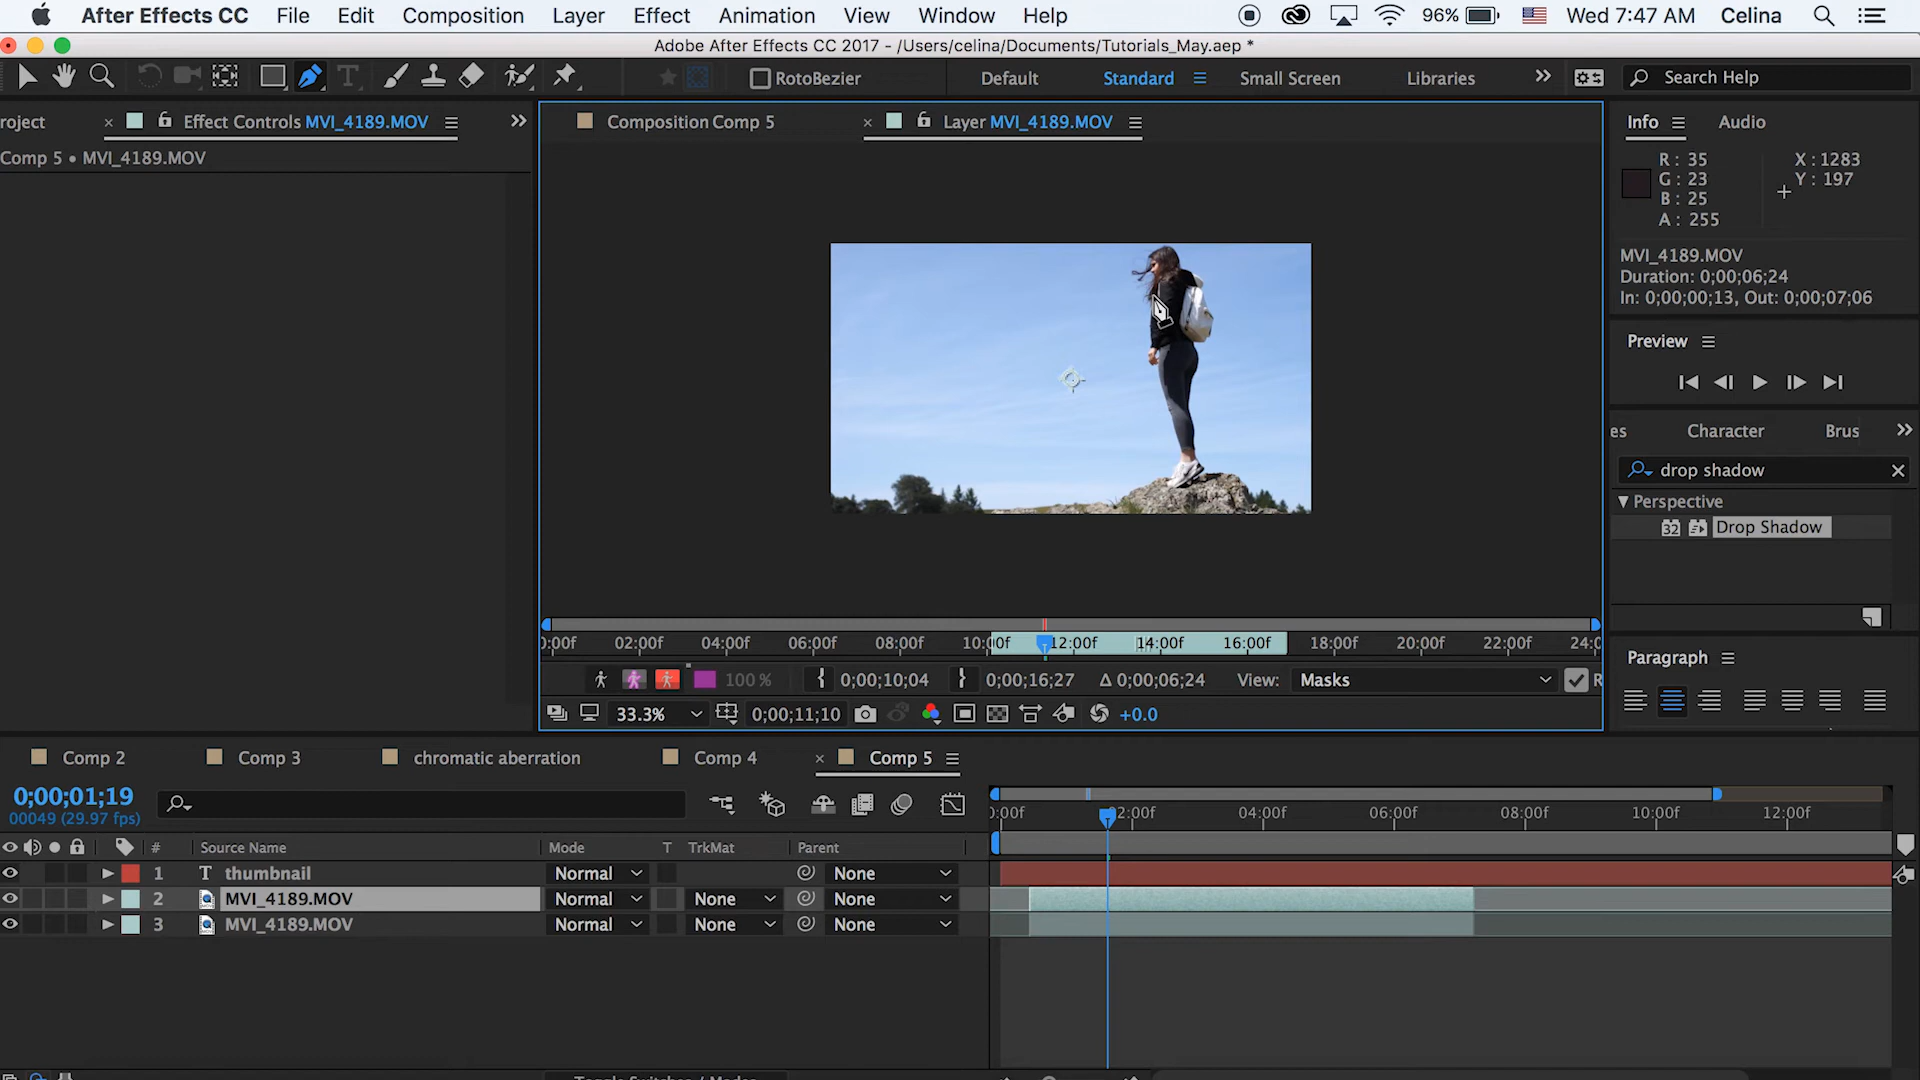 After Effects CC File Edit Composition Layer Effect Animation View Window Help 96% Wed 7:47 AM Celina
Adobe After Effects CC 2017 - /Users/celina/Documents/Tutorials_May.aep *
RotoBezier Default Standard Small Screen Libraries Search Help
roject Effect Controls MVI_4189.MOV
Comp 5 • MVI_4189.MOV
Composition Comp 5 Layer MVI_4189.MOV
Info Audio
R: 35 X: 1283
G: 23 Y: 197
B: 25
A: 255
MVI_4189.MOV
Duration: 0;00;06;24
In: 0;00;00;13, Out: 0;00;07;06
Preview
es Character Brus
drop shadow
Perspective
32 Drop Shadow
Paragraph
0:00f 02:00f 04:00f 06:00f 08:00f 10:00f 12:00f 14:00f 16:00f 18:00f 20:00f 22:00f 24:0
100 % 0;00;10;04 0;00;16;27 Δ 0;00;06;24 View: Masks R
33.3% 0;00;11;10 +0.0
Comp 2 Comp 3 chromatic aberration Comp 4 Comp 5
0;00;01;19
00049 (29.97 fps)
0:00f 02:00f 04:00f 06:00f 08:00f 10:00f 12:00f
# Source Name Mode T TrkMat Parent
1 T thumbnail Normal None
2 MVI_4189.MOV Normal None None
3 MVI_4189.MOV Normal None None
Toggle Switches / Modes